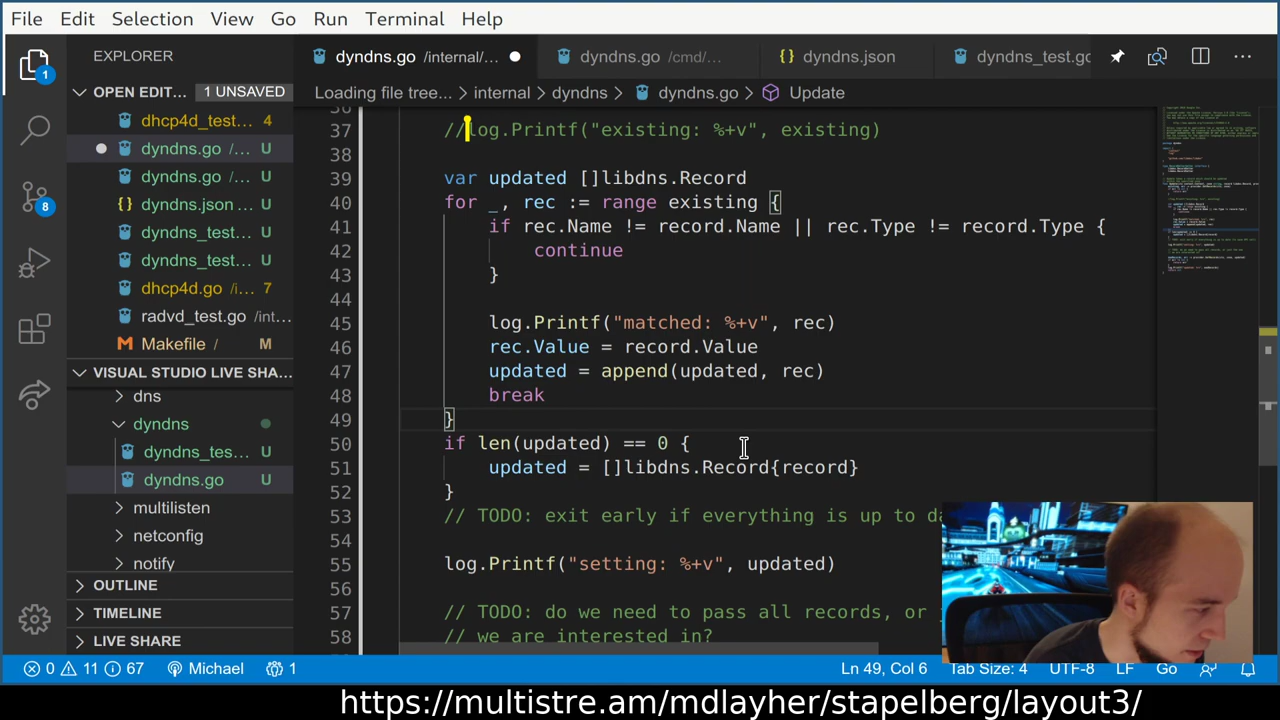 File Edit Selection View Go Run Terminal Help
EXPLORER
dyndns.go /internal/...
dyndns.go /cmd/...
{} dyndns.json
dyndns_test.go
...
1
OPEN EDIT... 1 UNSAVED
Loading file tree... > internal > dyndns > dyndns.go > Update
dhcp4d_test... 4
dyndns.go /... U
dyndns.go /... U
{} dyndns.json ... U
dyndns_test... U
dyndns_test... U
dhcp4d.go /i... 7
radvd_test.go /int...
M Makefile / M
8
VISUAL STUDIO LIVE SHA...
dns
dyndns
dyndns_tes... U
dyndns.go U
multilisten
netconfig
notify
OUTLINE
TIMELINE
LIVE SHARE
36
37 //log.Printf("existing: %+v", existing)
38
39 var updated []libdns.Record
40 for _, rec := range existing {
41 if rec.Name != record.Name || rec.Type != record.Type {
42 continue
43 }
44
45 log.Printf("matched: %+v", rec)
46 rec.Value = record.Value
47 updated = append(updated, rec)
48 break
49 }
50 if len(updated) == 0 {
51 updated = []libdns.Record{record}
52 }
53 // TODO: exit early if everything is up to da
54
55 log.Printf("setting: %+v", updated)
56
57 // TODO: do we need to pass all records, or
58 // we are interested in?
0 11 67 Michael 1 Ln 49, Col 6 Tab Size: 4 UTF-8 LF Go
https://multistre.am/mdlayher/stapelberg/layout3/